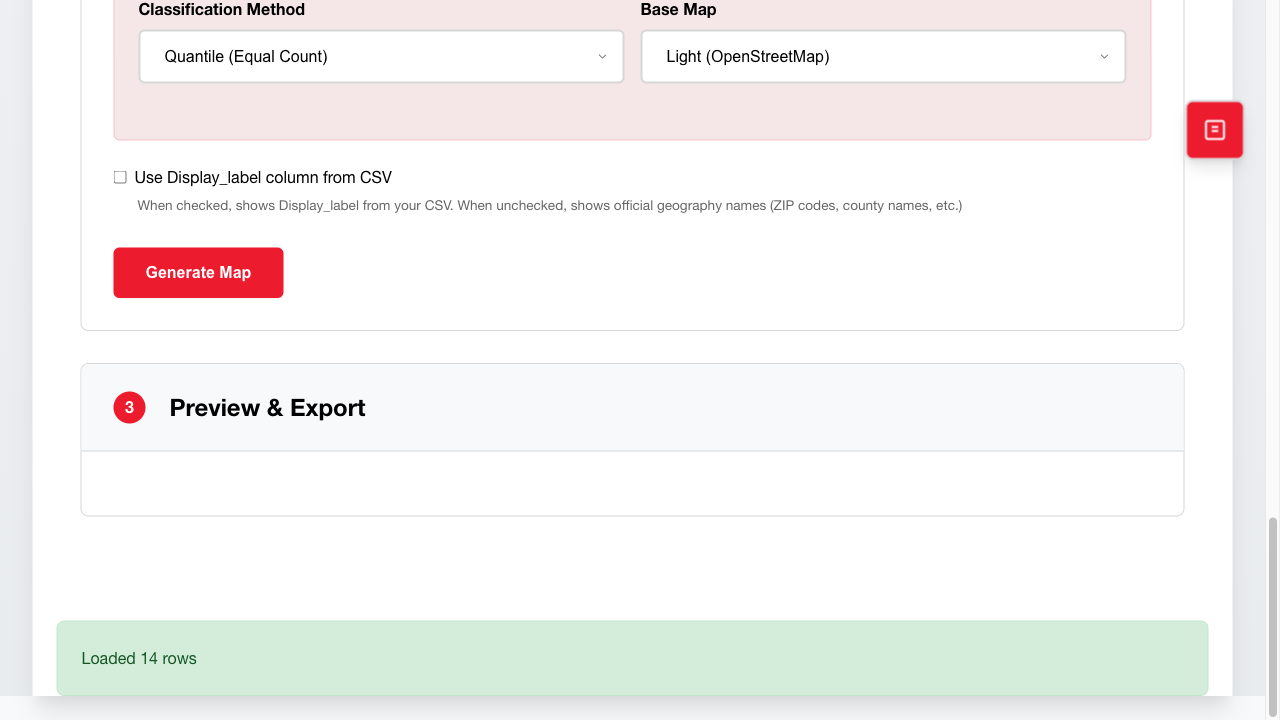 Classification Method
Base Map
Quantile (Equal Count)
Light (OpenStreetMap)
Use Display_label column from CSV
When checked, shows Display_label from your CSV. When unchecked, shows official geography names (ZIP codes, county names, etc.)
Generate Map
3
Preview & Export
Loaded 14 rows